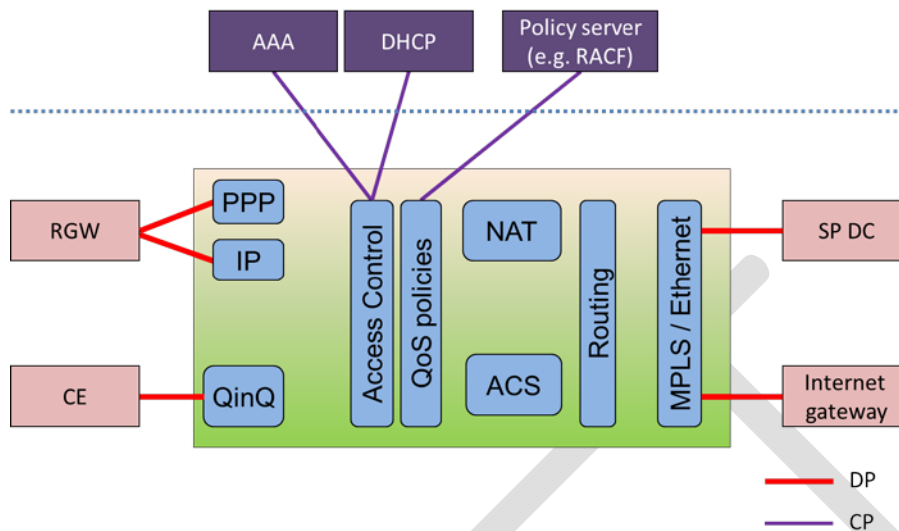 AAA
DHCP
Policy server
(e.g. RACF)
RGW
PPP
IP
CE
QinQ
Access Control
QoS policies
NAT
ACS
Routing
MPLS / Ethernet
SP DC
Internet
gateway
DP
CP